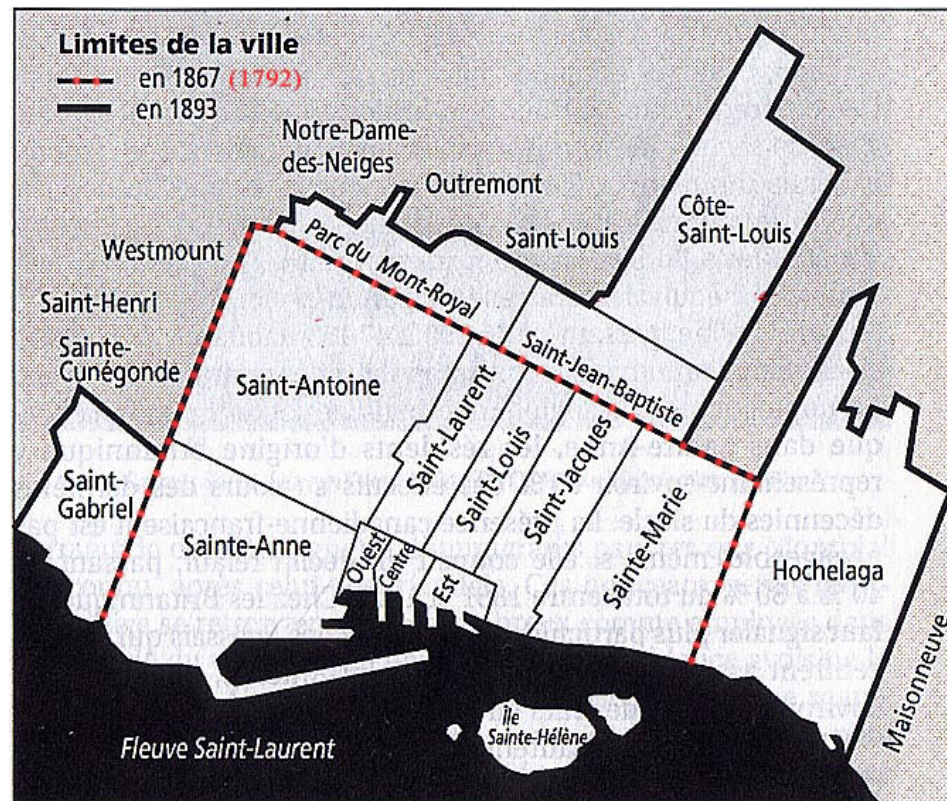 Limites de la ville
en 1867 (1792)
en 1893
Notre-Dame-
des-Neiges
Outremont
Saint-Louis
Côte-
Saint-Louis
Westmount
Parc du Mont-Royal
Saint-Henri
Sainte-
Cunégonde
Saint-Antoine
Saint-Laurent
Saint-Louis
Saint-Jean-Baptiste
Saint-Jacques
Sainte-Marie
Saint-
Gabriel
Sainte-Anne
Ouest
Centre
Est
Hochelaga
Maisonneuve
Île
Sainte-Hélène
Fleuve Saint-Laurent